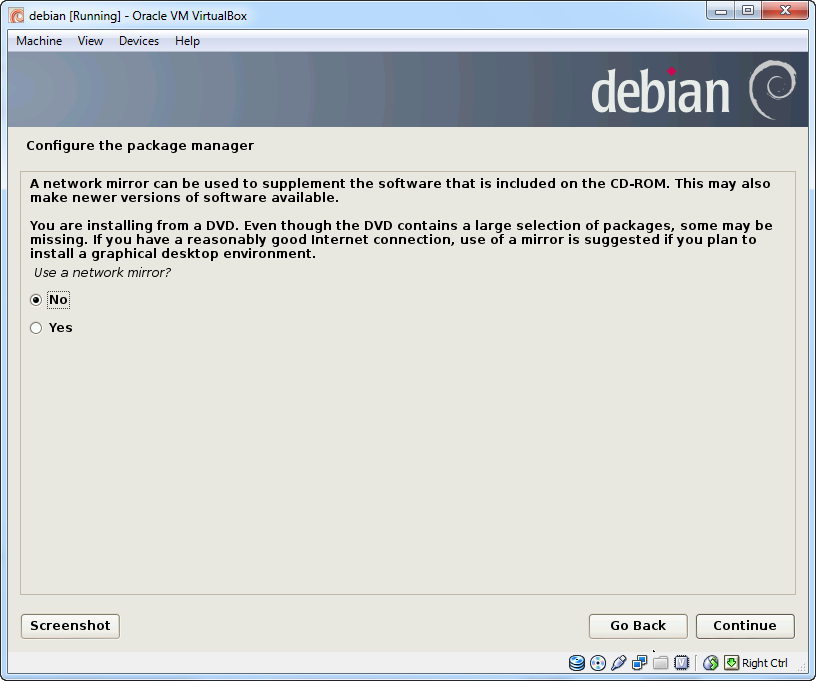 debian [Running] - Oracle VM VirtualBox
Machine View Devices Help
debian
Configure the package manager
A network mirror can be used to supplement the software that is included on the CD-ROM. This may also
make newer versions of software available.
You are installing from a DVD. Even though the DVD contains a large selection of packages, some may be
missing. If you have a reasonably good Internet connection, use of a mirror is suggested if you plan to
install a graphical desktop environment.
Use a network mirror?
No
Yes
Screenshot Go Back Continue
Right Ctrl